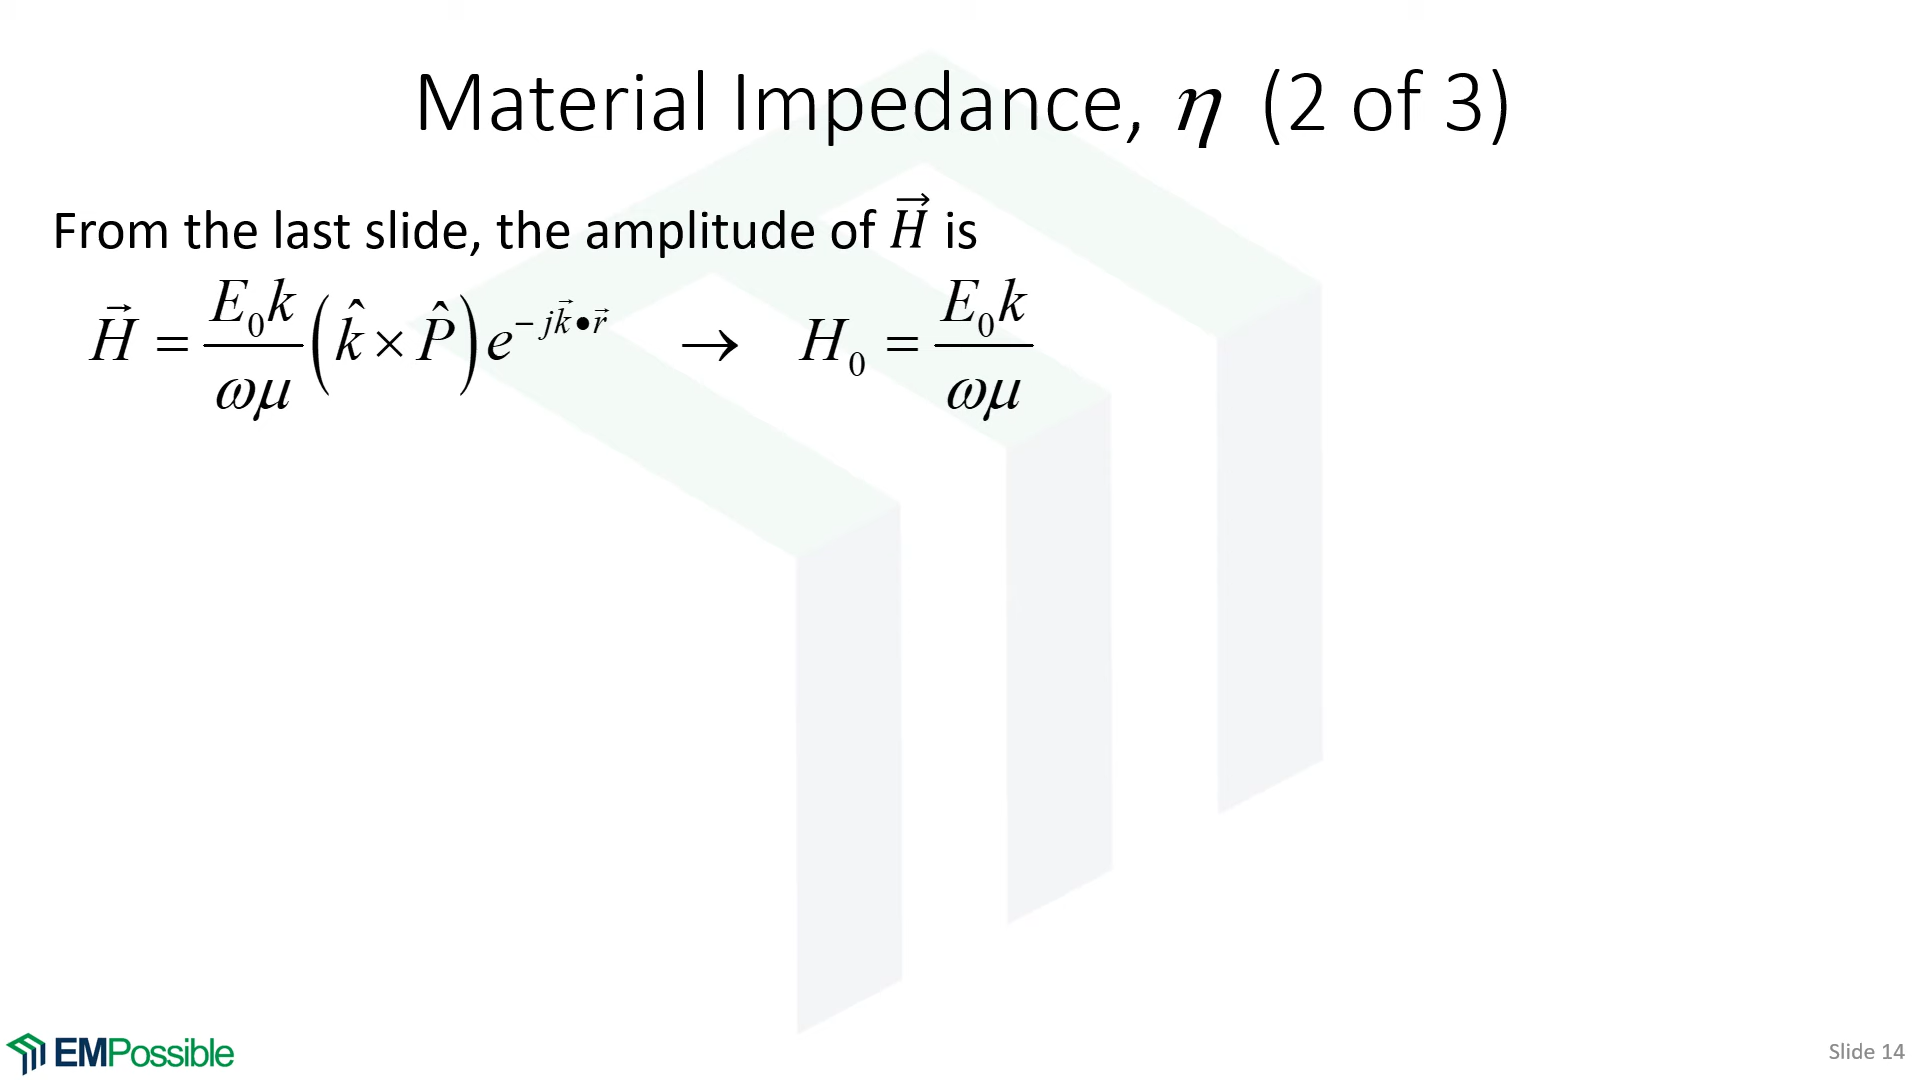 Material Impedance, η (2 of 3)
From the last slide, the amplitude of H⃗ is
H⃗ = E₀k/ωμ (k̂ × P̂) e^(−jk⃗•r⃗) → H₀ = E₀k/ωμ
EMPossible
Slide 14